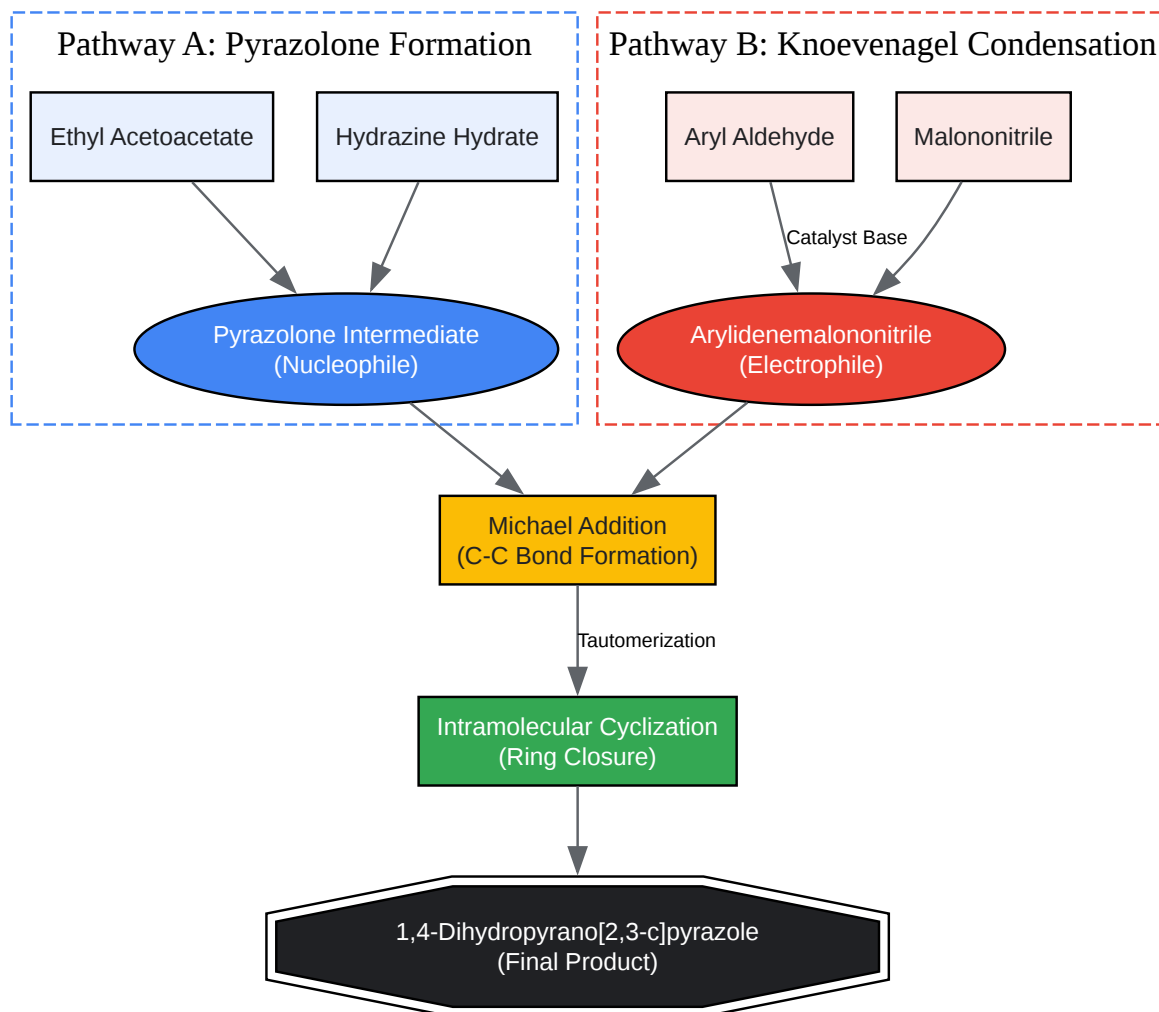 Pathway A: Pyrazolone Formation
Pathway B: Knoevenagel Condensation
Ethyl Acetoacetate
Hydrazine Hydrate
Aryl Aldehyde
Malononitrile
Catalyst Base
Pyrazolone Intermediate
(Nucleophile)
Arylidenemalononitrile
(Electrophile)
Michael Addition
(C-C Bond Formation)
Tautomerization
Intramolecular Cyclization
(Ring Closure)
1,4-Dihydropyrano[2,3-c]pyrazole
(Final Product)